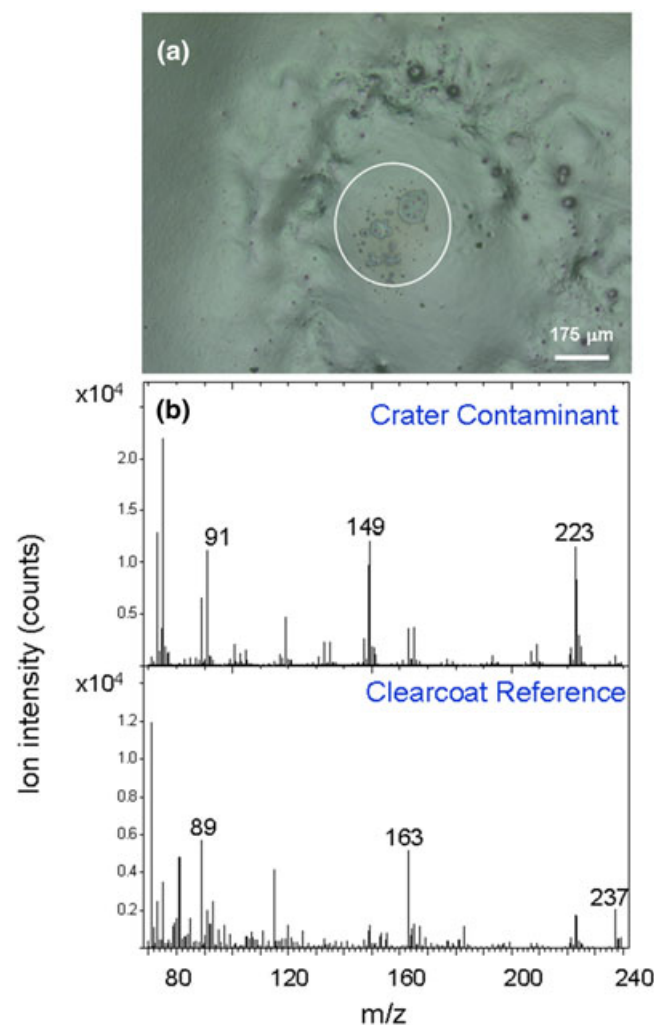 (a)
175 μm
x10⁴
(b)
Crater Contaminant
2.0
1.5
1.0
0.5
91
149
223
x10⁴
Clearcoat Reference
1.2
1.0
0.8
0.6
0.4
0.2
89
163
237
Ion intensity (counts)
80
120
160
200
240
m/z